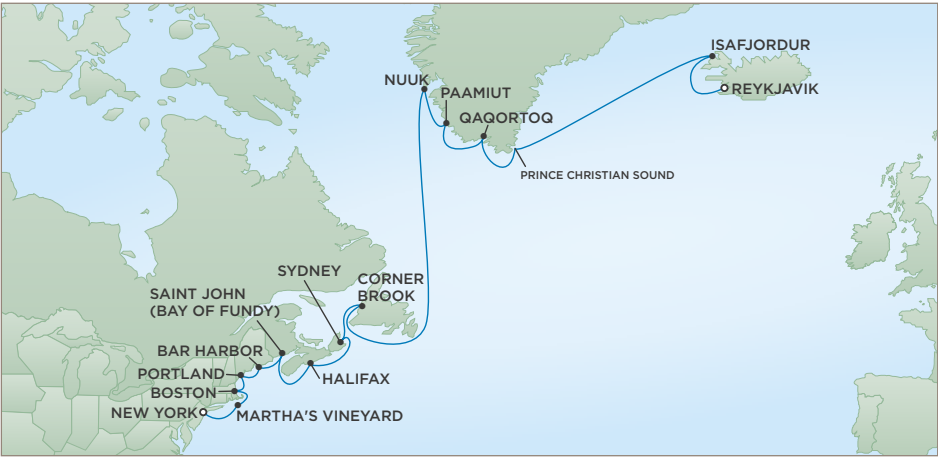 ISAFJORDUR
NUUK
REYKJAVIK
PAAMIUT
QAQORTOQ
PRINCE CHRISTIAN SOUND
SYDNEY
CORNER
BROOK
SAINT JOHN
(BAY OF FUNDY)
BAR HARBOR
PORTLAND
HALIFAX
BOSTON
NEW YORK
MARTHA'S VINEYARD